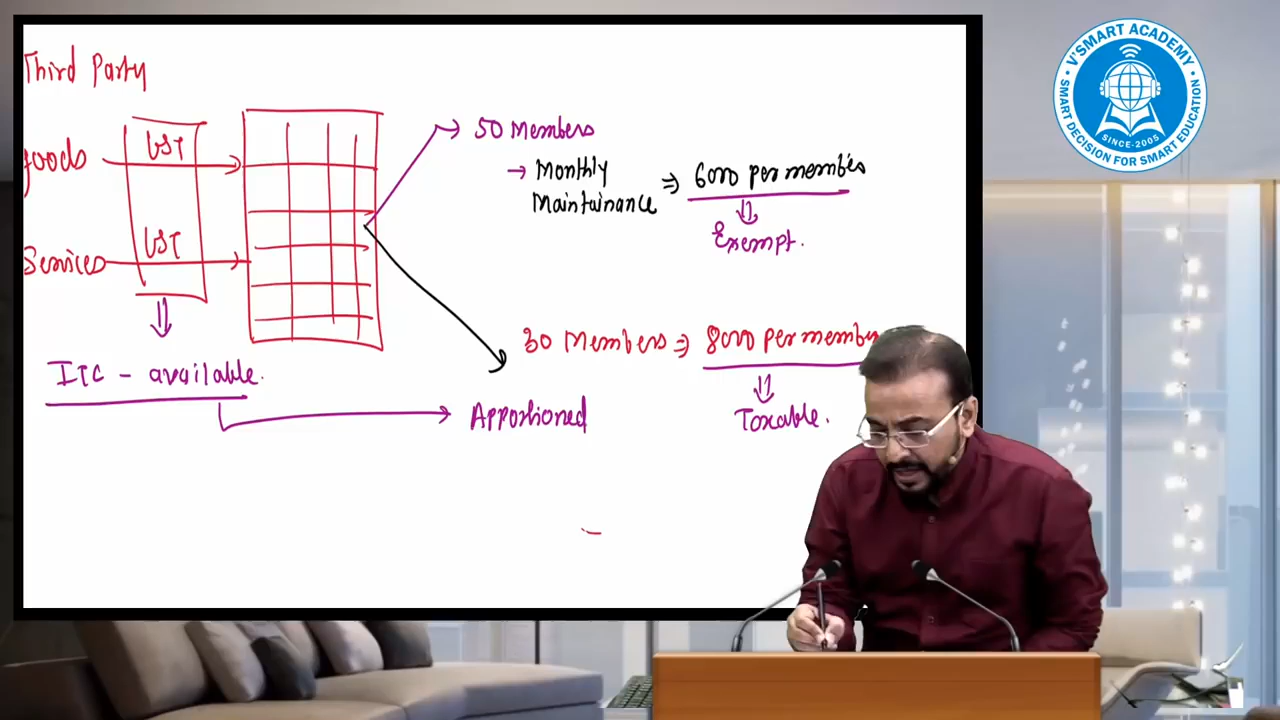 Third Party
Goods
GST
Services
GST
ITC - available.
50 Members
→ Monthly
Maintainance ⇒ 6000 per members
Exempt.
30 Members ⇒ 8000 per member
Taxable.
Apportioned
V'SMART ACADEMY
SINCE-2005
SMART DECISION FOR SMART EDUCATION